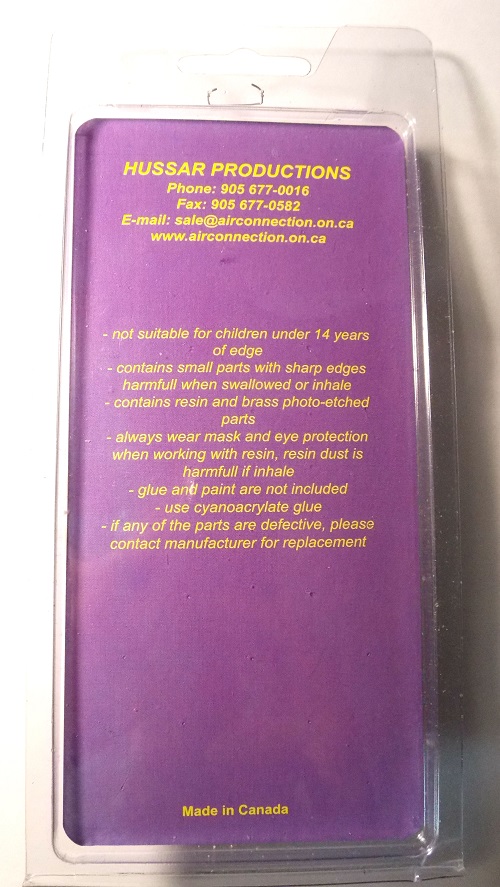 HUSSAR PRODUCTIONS
Phone: 905 677-0016
Fax: 905 677-0582
E-mail: sale@airconnection.on.ca
www.airconnection.on.ca
- not suitable for children under 14 years
of edge
- contains small parts with sharp edges
harmfull when swallowed or inhale
- contains resin and brass photo-etched
parts
- always wear mask and eye protection
when working with resin, resin dust is
harmfull if inhale
- glue and paint are not included
- use cyanoacrylate glue
- if any of the parts are defective, please
contact manufacturer for replacement
Made in Canada